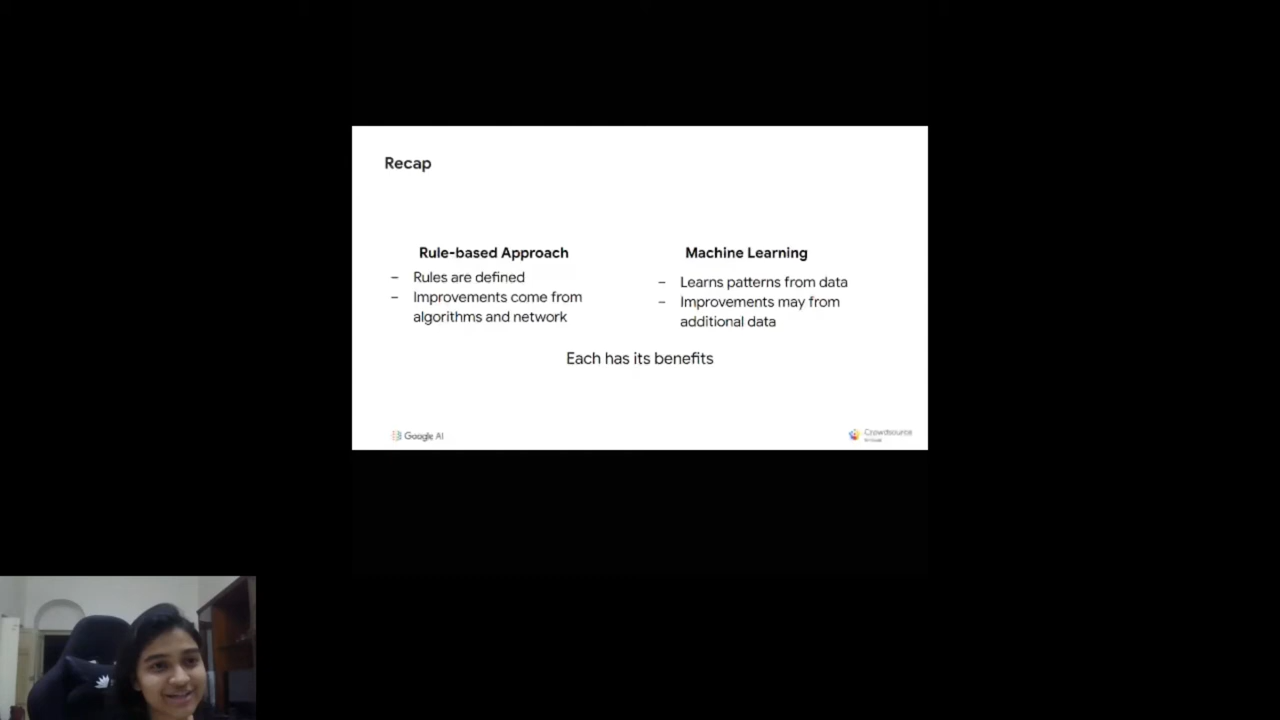 Recap
Rule-based Approach
– Rules are defined
– Improvements come from
algorithms and network
Machine Learning
– Learns patterns from data
– Improvements may from
additional data
Each has its benefits
Google AI
Crowdsource